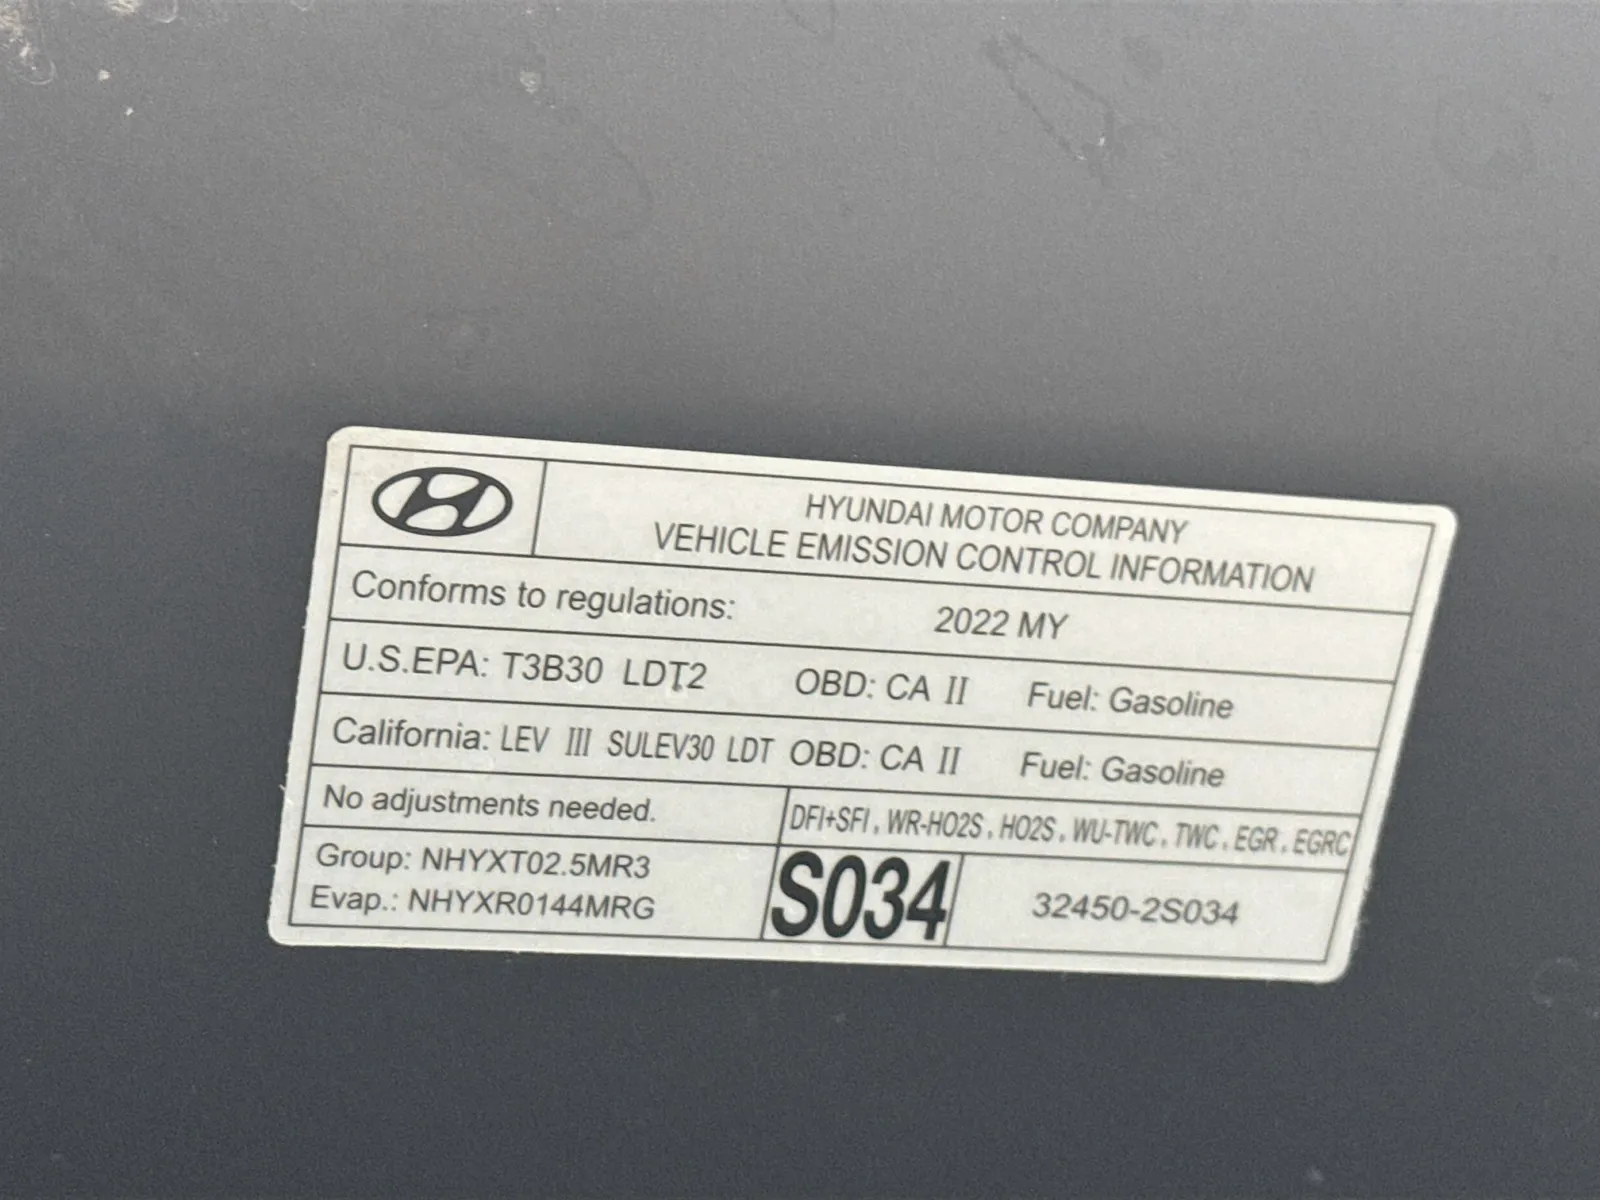 HYUNDAI MOTOR COMPANY
VEHICLE EMISSION CONTROL INFORMATION
Conforms to regulations: 2022 MY
U.S.EPA: T3B30 LDT2 OBD: CA II Fuel: Gasoline
California: LEV III SULEV30 LDT OBD: CA II Fuel: Gasoline
No adjustments needed. DFI+SFI, WR-HO2S, HO2S, WU-TWC, TWC, EGR, EGRC
Group: NHYXT02.5MR3
Evap.: NHYXR0144MRG
S034 32450-2S034